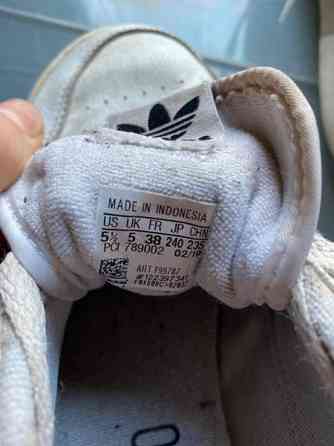 MADE IN INDONESIA
US UK FR JP CHN
5½ 5 38 240 235
PCI 789002 02/19
ART F99787